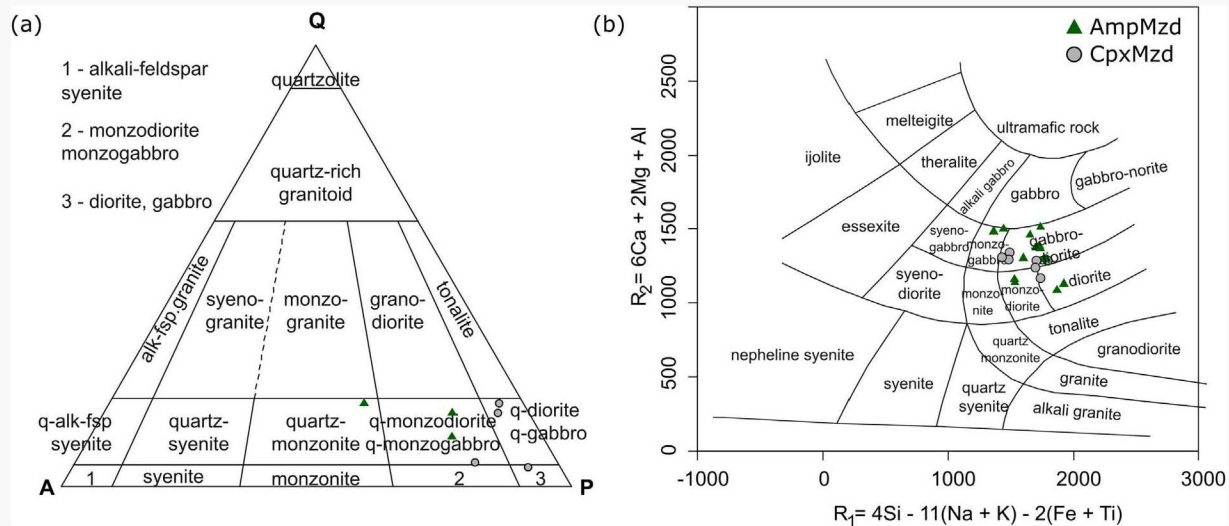 (a)
Q
1 - alkali-feldspar
syenite
2 - monzodiorite
monzogabbro
3 - diorite, gabbro
quartzolite
quartz-rich
granitoid
alk-fsp.granite
syeno-
granite
monzo-
granite
grano-
diorite
tonalite
q-alk-fsp
syenite
quartz-
syenite
quartz-
monzonite
q-monzodiorite
q-monzogabbro
q-diorite
q-gabbro
A
1
syenite
monzonite
2
3
P
(b)
AmpMzd
CpxMzd
R2= 6Ca + 2Mg + Al
2500
2000
1500
1000
500
0
melteigite
ultramafic rock
ijolite
theralite
alkali gabbro
gabbro
gabbro-norite
essexite
syeno-
gabbro
monzo-
gabbro
gabbro-
diorite
syeno-
diorite
monzo
nite
monzo-
diorite
diorite
tonalite
nepheline syenite
quartz
monzonite
granodiorite
syenite
quartz
syenite
granite
alkali granite
-1000
0
1000
2000
3000
R1= 4Si - 11(Na + K) - 2(Fe + Ti)